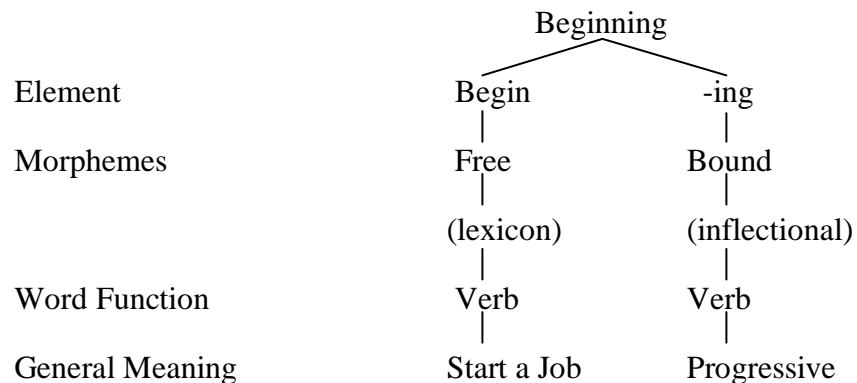 Beginning
Element Begin -ing
Morphemes Free Bound
(lexicon) (inflectional)
Word Function Verb Verb
General Meaning Start a Job Progressive